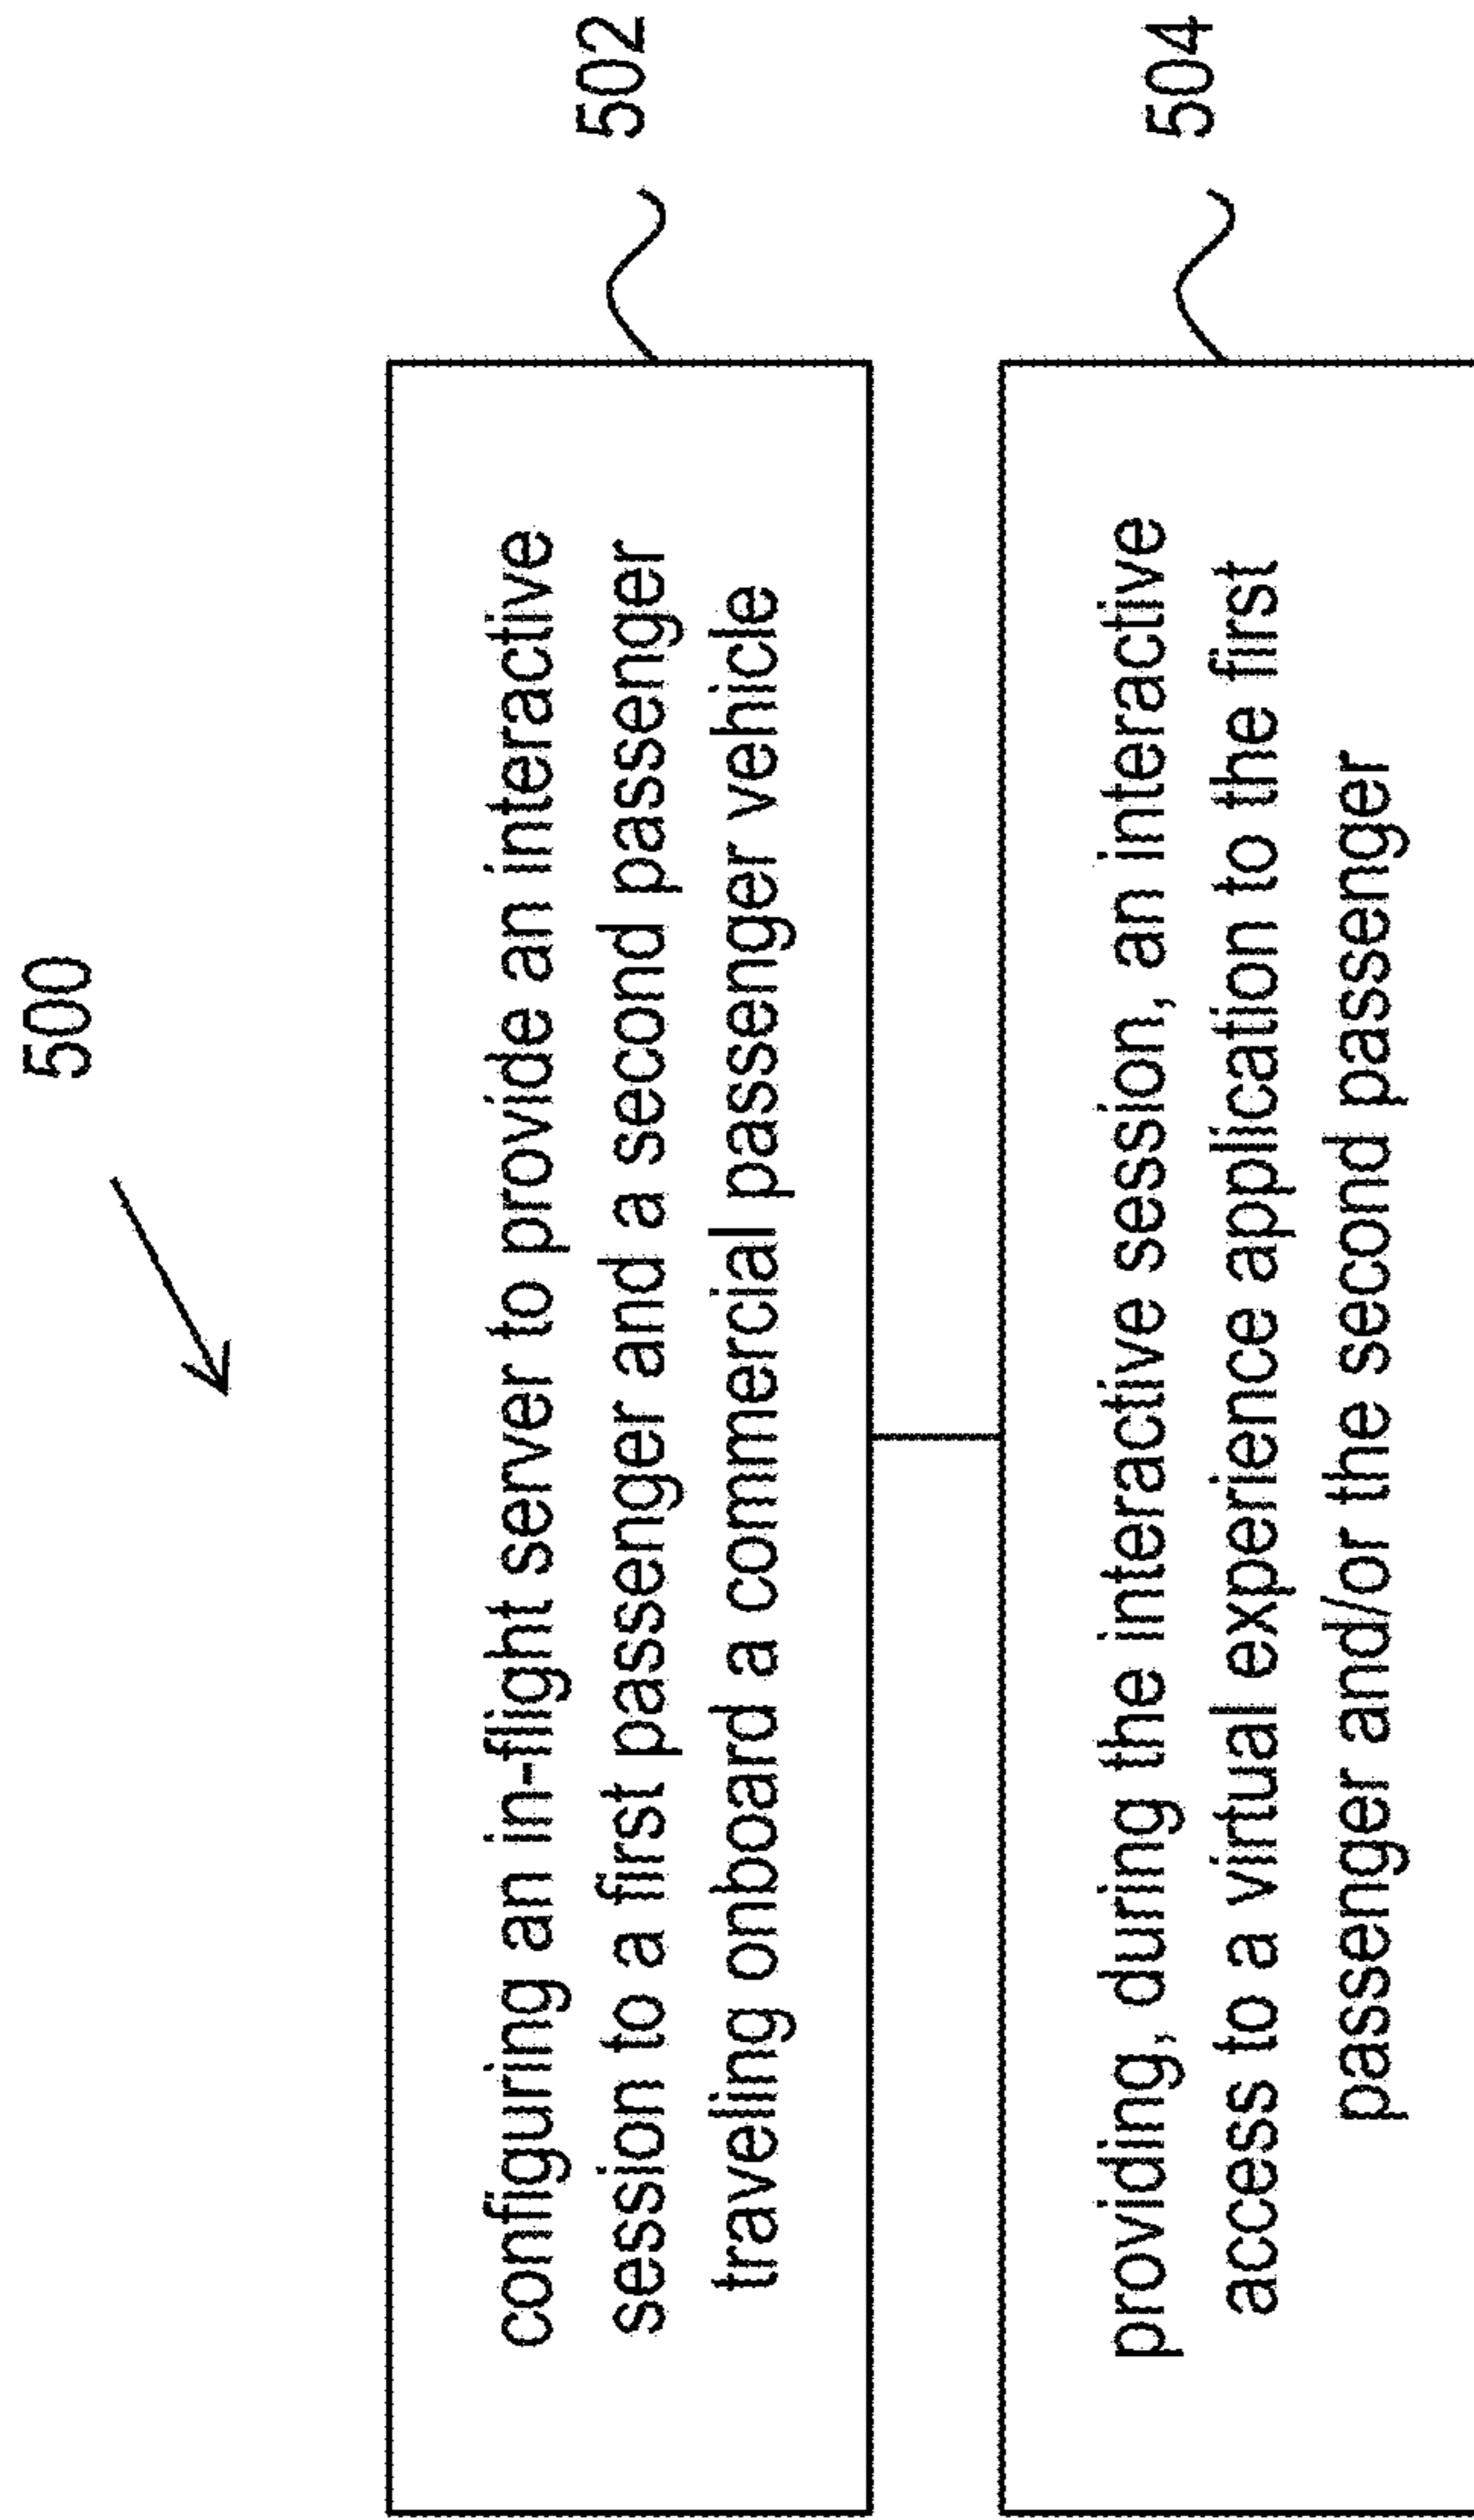 500
configuring an in-flight server to provide an interactive
session to a first passenger and a second passenger
traveling onboard a commercial passenger vehicle
502
providing, during the interactive session, an interactive
access to a virtual experience application to the first
passenger and/or the second passenger
504